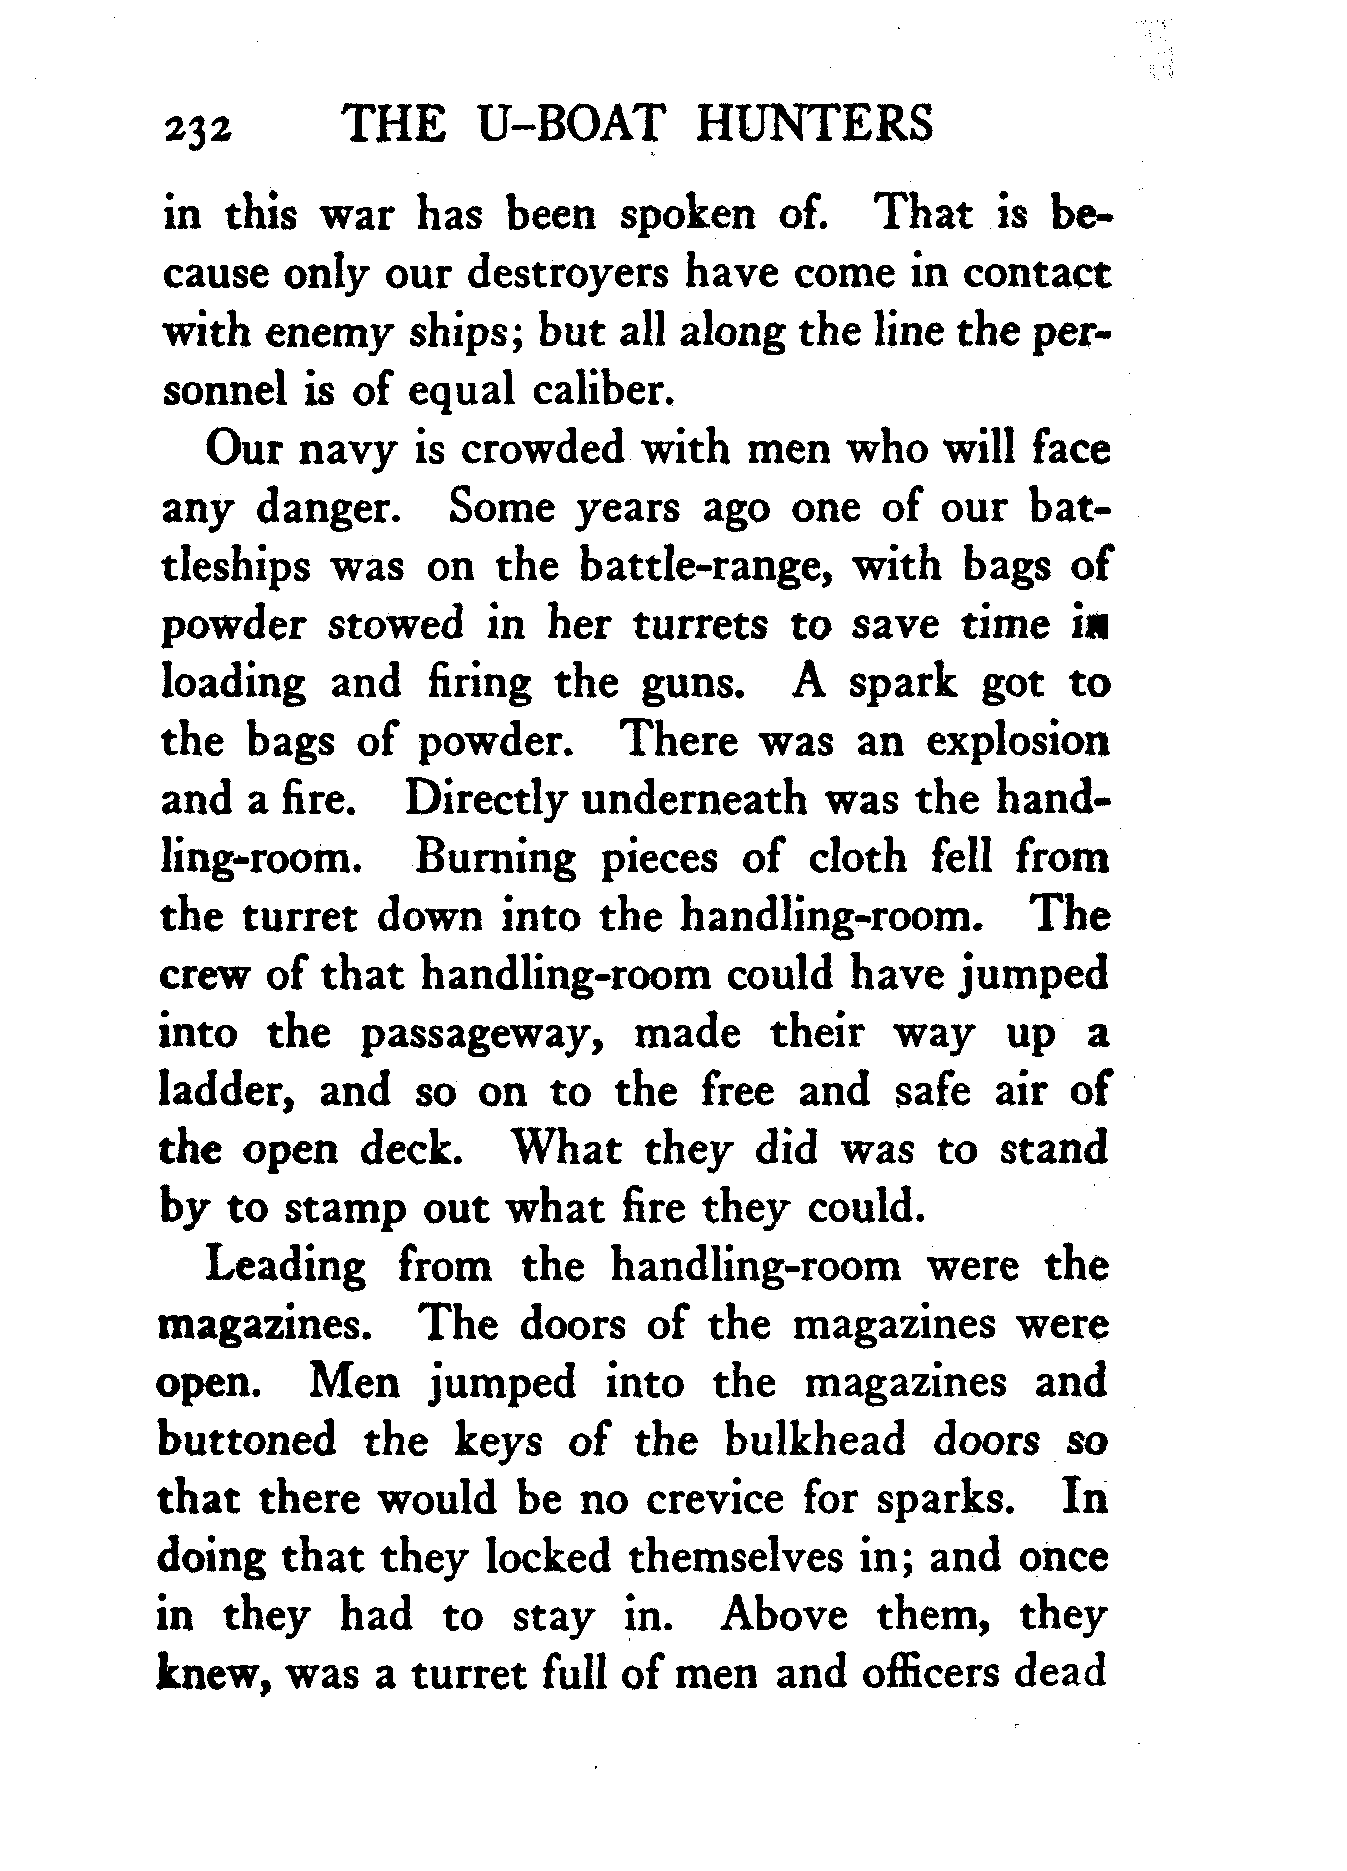 232 THE U-BOAT HUNTERS
in this war has been spoken of. That is be-
cause only our destroyers have come in contact
with enemy ships; but all along the line the per-
sonnel is of equal caliber.
Our navy is crowded with men who will face
any danger. Some years ago one of our bat-
tleships was on the battle-range, with bags of
powder stowed in her turrets to save time in
loading and firing the guns. A spark got to
the bags of powder. There was an explosion
and a fire. Directly underneath was the hand-
ling-room. Burning pieces of cloth fell from
the turret down into the handling-room. The
crew of that handling-room could have jumped
into the passageway, made their way up a
ladder, and so on to the free and safe air of
the open deck. What they did was to stand
by to stamp out what fire they could.
Leading from the handling-room were the
magazines. The doors of the magazines were
open. Men jumped into the magazines and
buttoned the keys of the bulkhead doors so
that there would be no crevice for sparks. In
doing that they locked themselves in; and once
in they had to stay in. Above them, they
knew, was a turret full of men and officers dead